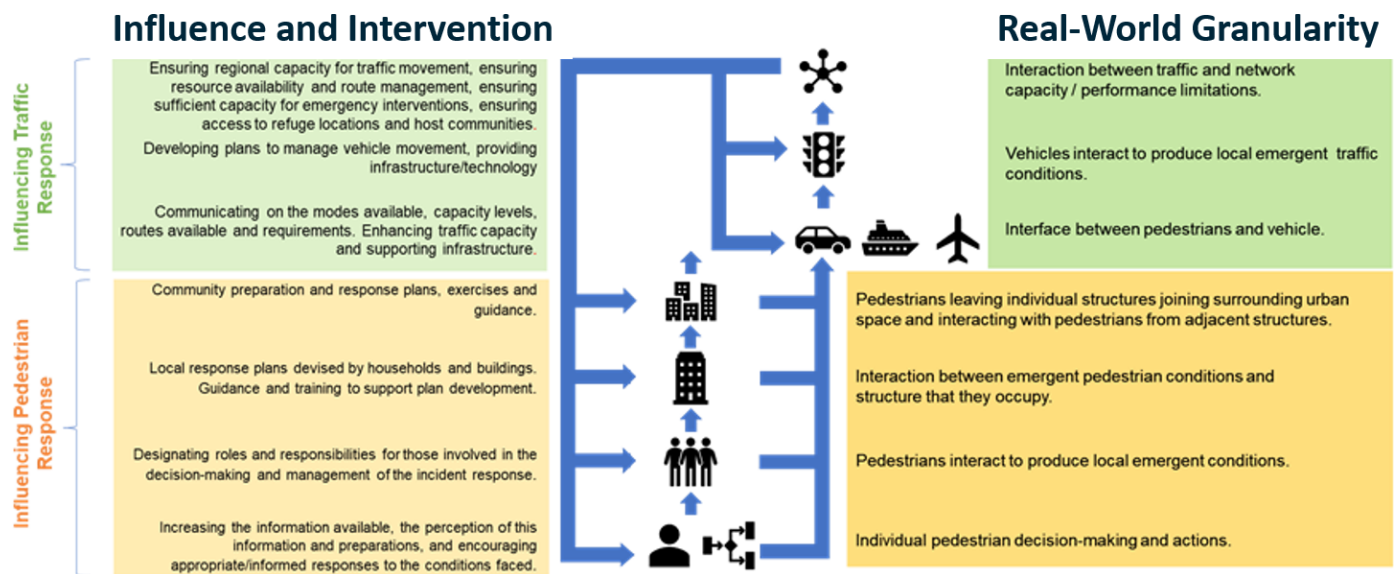 Influence and Intervention
Real-World Granularity
Influencing Traffic
Response
Ensuring regional capacity for traffic movement, ensuring
resource availability and route management, ensuring
sufficient capacity for emergency interventions, ensuring
access to refuge locations and host communities.
Interaction between traffic and network
capacity / performance limitations.
Developing plans to manage vehicle movement, providing
infrastructure/technology
Vehicles interact to produce local emergent traffic
conditions.
Communicating on the modes available, capacity levels,
routes available and requirements. Enhancing traffic capacity
and supporting infrastructure.
Interface between pedestrians and vehicle.
Influencing Pedestrian
Response
Community preparation and response plans, exercises and
guidance.
Pedestrians leaving individual structures joining surrounding urban
space and interacting with pedestrians from adjacent structures.
Local response plans devised by households and buildings.
Guidance and training to support plan development.
Interaction between emergent pedestrian conditions and
structure that they occupy.
Designating roles and responsibilities for those involved in the
decision-making and management of the incident response.
Pedestrians interact to produce local emergent conditions.
Increasing the information available, the perception of this
information and preparations, and encouraging
appropriate/informed responses to the conditions faced.
Individual pedestrian decision-making and actions.